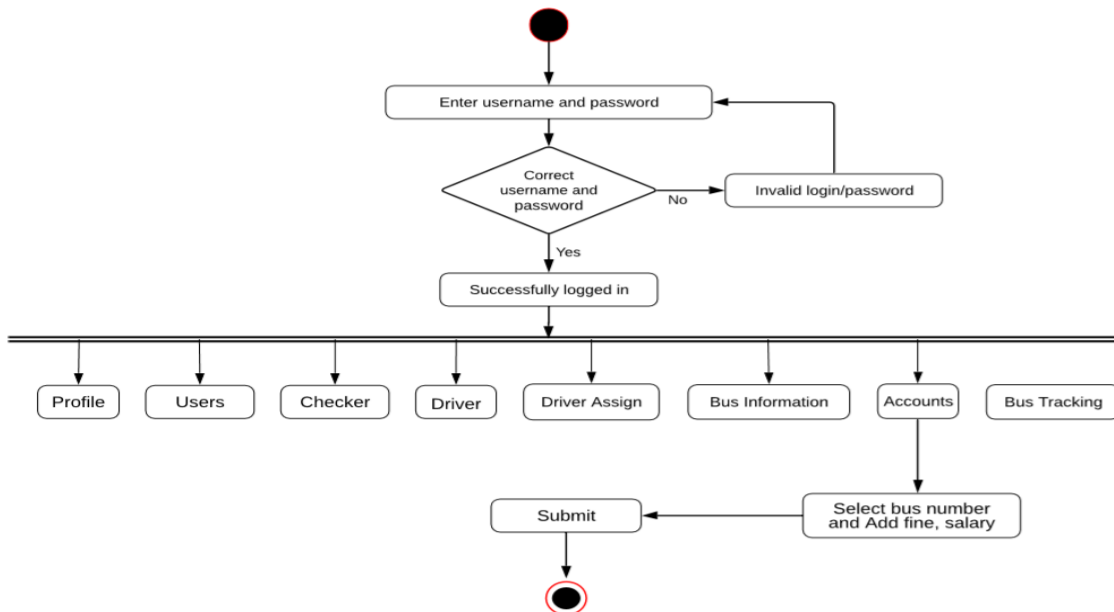 Enter username and password
Correct
username and
password
No
Invalid login/password
Yes
Successfully logged in
Profile
Users
Checker
Driver
Driver Assign
Bus Information
Accounts
Bus Tracking
Submit
Select bus number
and Add fine, salary